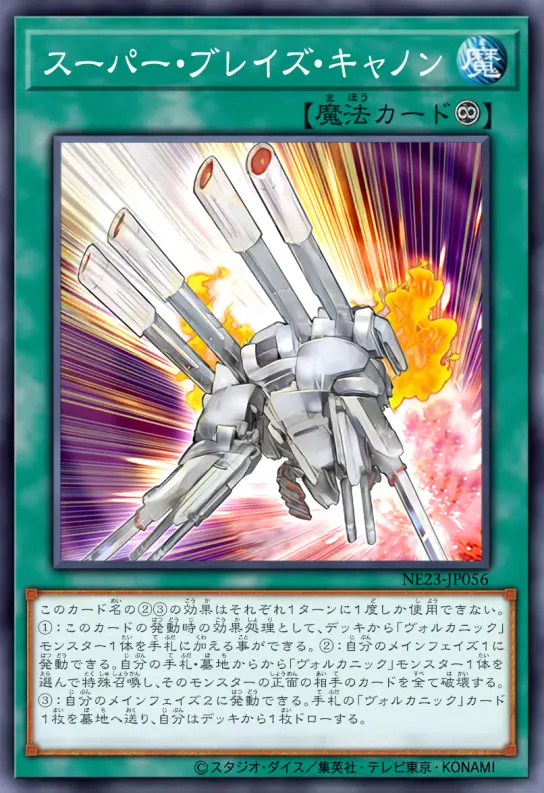 スーパー・ブレイズ・キャノン 魔
【魔法カード】
NE23-JP056
このカード名の②③の効果はそれぞれ1ターンに1度しか使用できない。
①：このカードの発動時の効果処理として、デッキから「ヴォルカニック」
モンスター1体を手札に加える事ができる。②：自分のメインフェイズ1に
発動できる。自分の手札・墓地からから「ヴォルカニック」モンスター1体を
選んで特殊召喚し、そのモンスターの正面の相手のカードを全て破壊する。
③：自分のメインフェイズ2に発動できる。手札の「ヴォルカニック」カード
1枚を墓地へ送り、自分はデッキから1枚ドローする。
©スタジオ・ダイス／集英社・テレビ東京・KONAMI